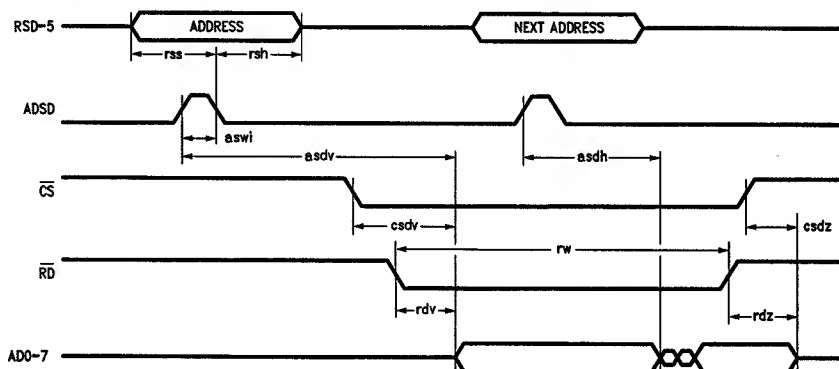 RSD-5
ADDRESS
NEXT ADDRESS
rss
rsh
ADSD
aswi
asdv
asdh
CS
csdv
csdz
rw
RD
rdv
rdz
AD0-7